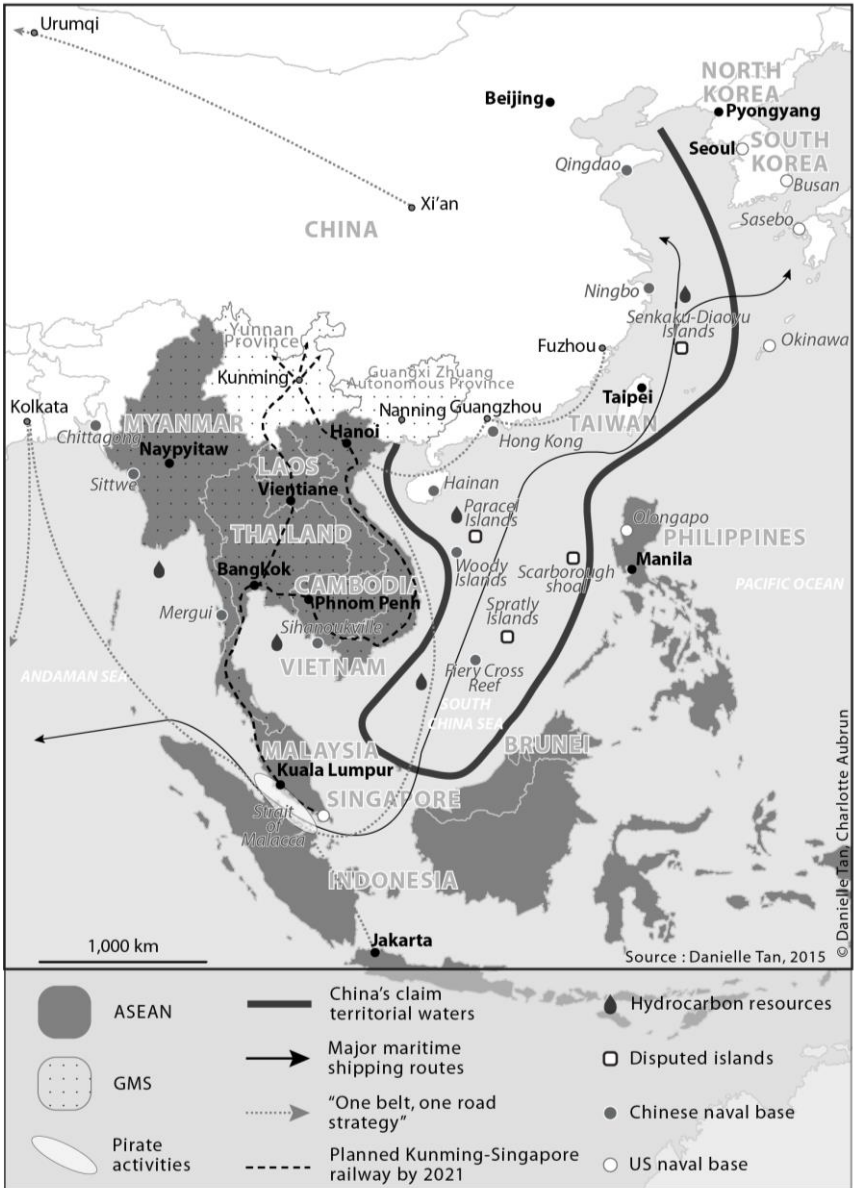 Urumqi
NORTH
KOREA
Beijing
Pyongyang
Seoul
SOUTH
KOREA
Qingdao
Busan
Xi'an
Sasebo
CHINA
Ningbo
Senkaku-Diaoyu
Islands
Okinawa
Yunnan
Province
Fuzhou
Kunming
Guangxi Zhuang
Autonomous Province
Taipei
Kolkata
Nanning
Guangzhou
TAIWAN
MYANMAR
Chittagong
Hanoi
Hong Kong
Naypyitaw
LAOS
Sittwe
Hainan
Vientiane
Paracel
Islands
Olongapo
PHILIPPINES
THAILAND
Woody
Islands
Scarborough
shoal
Manila
Bangkok
CAMBODIA
PACIFIC OCEAN
Phnom Penh
Mergui
Sihanoukville
Spratly
Islands
VIETNAM
Fiery Cross
Reef
ANDAMAN SEA
SOUTH
CHINA SEA
BRUNEI
MALAYSIA
Kuala Lumpur
SINGAPORE
Strait
of
Malacca
INDONESIA
1,000 km
Jakarta
Source : Danielle Tan, 2015
© Danielle Tan, Charlotte Aubrun
ASEAN
GMS
Pirate
activities
China's claim
territorial waters
Major maritime
shipping routes
"One belt, one road
strategy"
Planned Kunming-Singapore
railway by 2021
Hydrocarbon resources
Disputed islands
Chinese naval base
US naval base